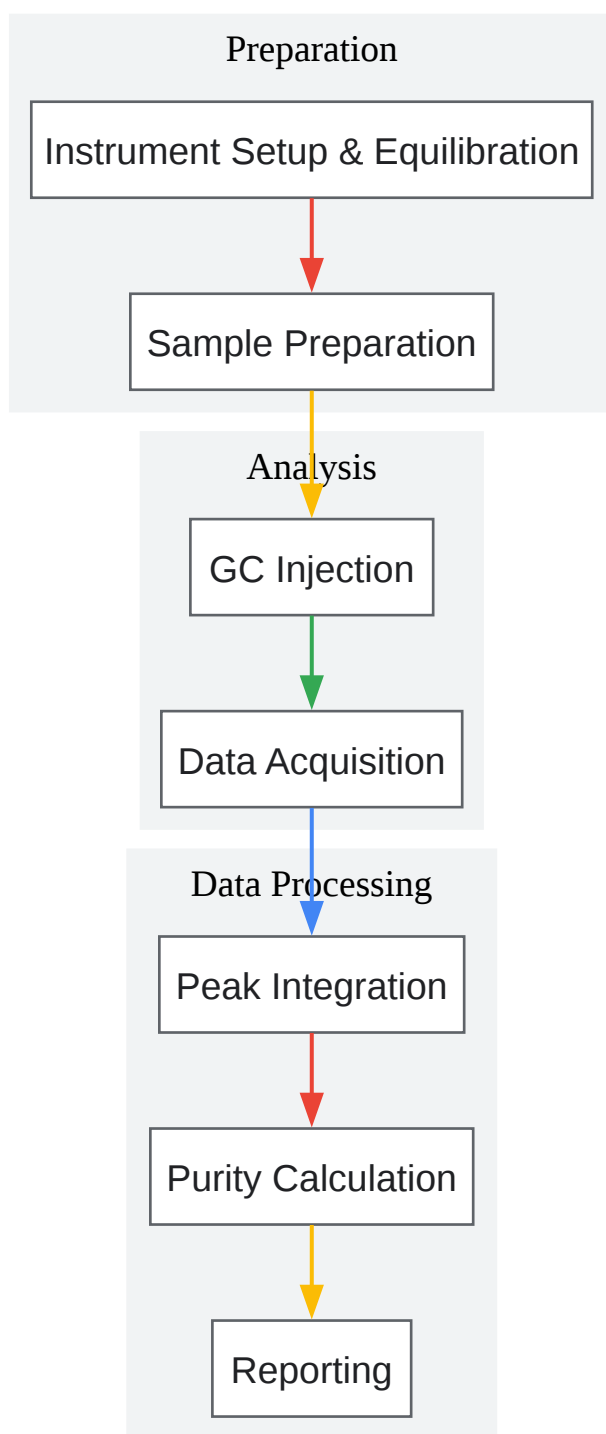 Preparation
Instrument Setup & Equilibration
Sample Preparation
Analysis
GC Injection
Data Acquisition
Data Processing
Peak Integration
Purity Calculation
Reporting